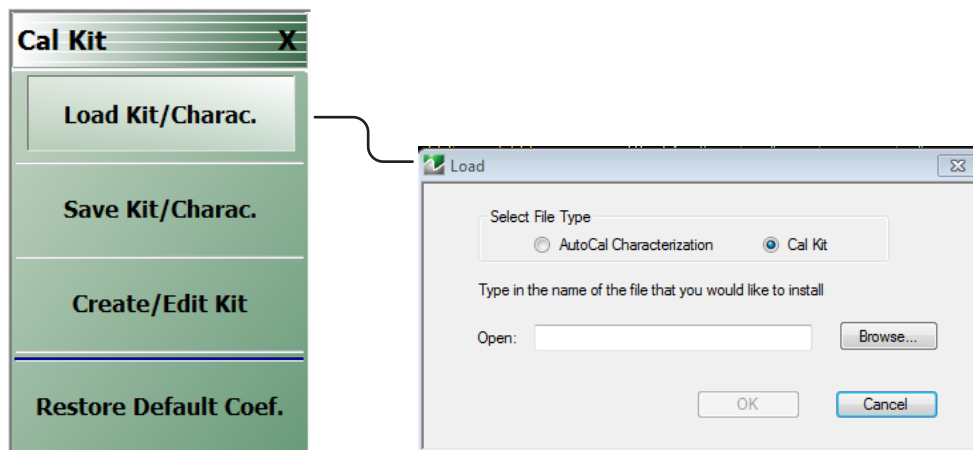 Cal Kit X
Load Kit/Charac.
Save Kit/Charac.
Create/Edit Kit
Restore Default Coef.
Load
Select File Type
AutoCal Characterization Cal Kit
Type in the name of the file that you would like to install
Open: Browse...
OK Cancel